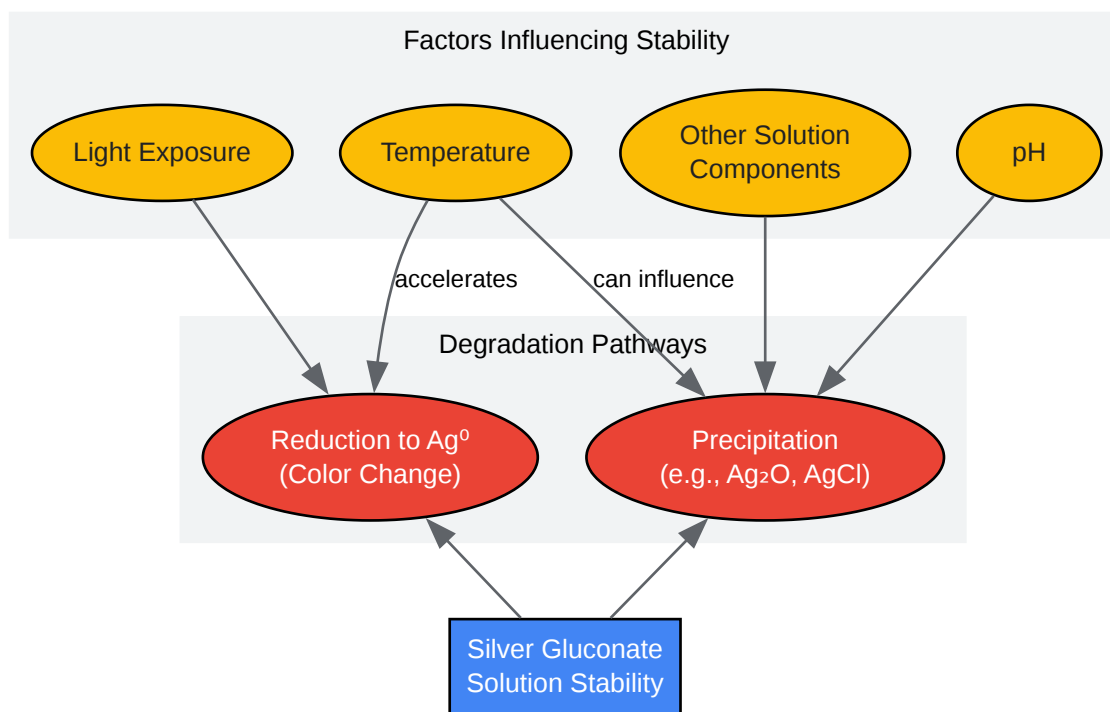 Factors Influencing Stability
Light Exposure
Temperature
Other Solution
Components
pH
accelerates
can influence
Degradation Pathways
Reduction to Ag⁰
(Color Change)
Precipitation
(e.g., Ag₂O, AgCl)
Silver Gluconate
Solution Stability